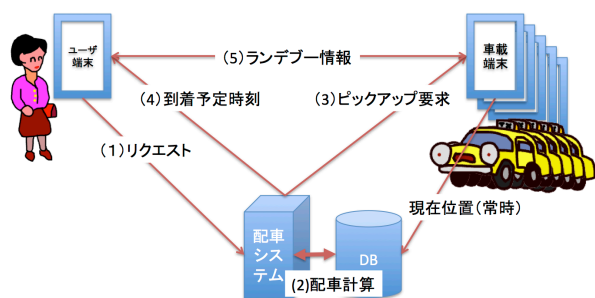 ユーザ
端末
(5)ランデブー情報
車載
端末
(4)到着予定時刻
(3)ピックアップ要求
(1)リクエスト
現在位置(常時)
配車
シス
テム
DB
(2)配車計算